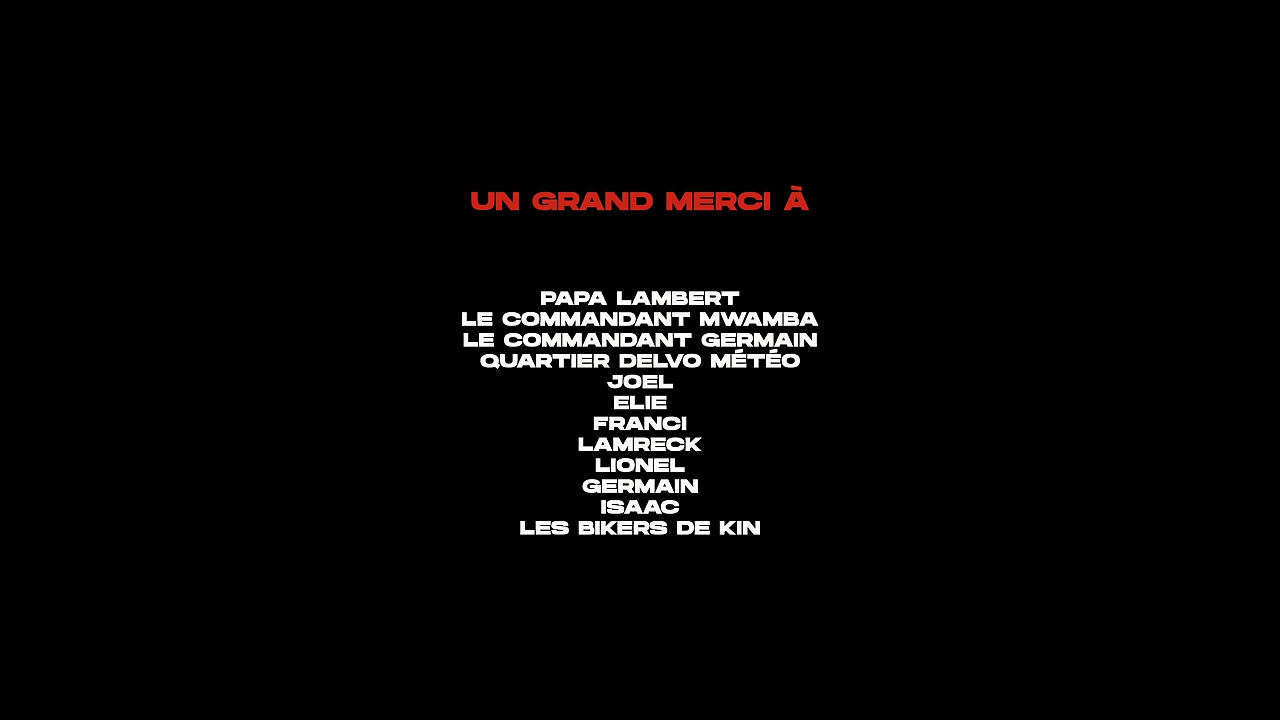 UN GRAND MERCI À
PAPA LAMBERT
LE COMMANDANT MWAMBA
LE COMMANDANT GERMAIN
QUARTIER DELVO MÉTÉO
JOEL
ELIE
FRANCI
LAMRECK
LIONEL
GERMAIN
ISAAC
LES BIKERS DE KIN